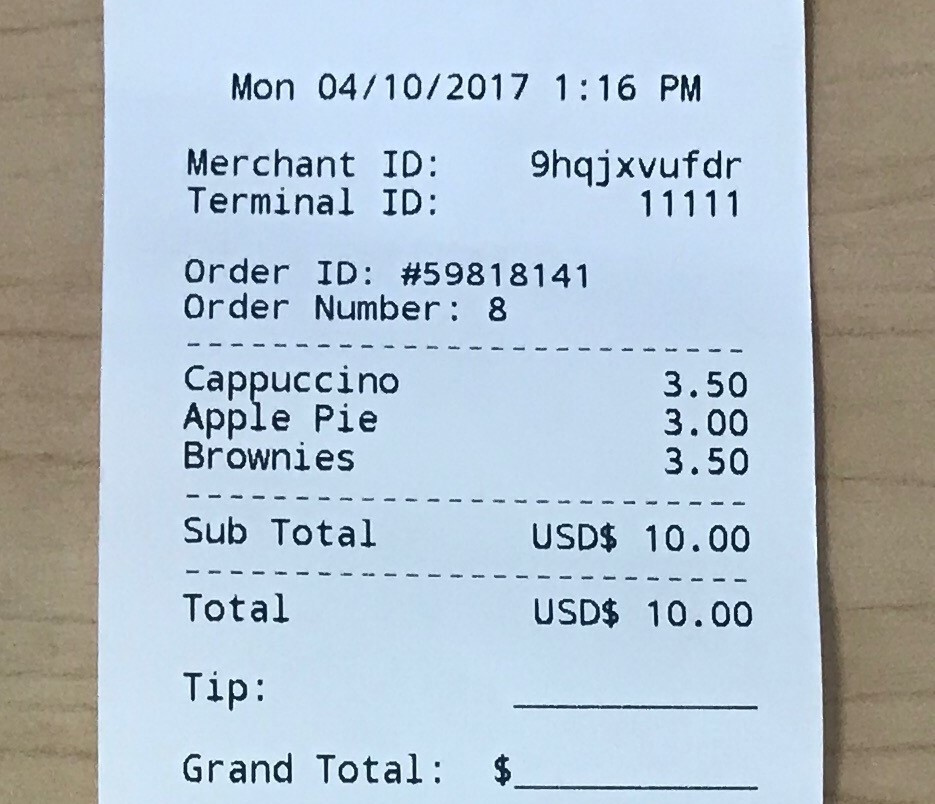 Mon 04/10/2017 1:16 PM
Merchant ID: 9hqjxvufdr
Terminal ID: 11111
Order ID: #59818141
Order Number: 8
--------------------------
Cappuccino 3.50
Apple Pie 3.00
Brownies 3.50
--------------------------
Sub Total USD$ 10.00
--------------------------
Total USD$ 10.00
Tip: ___________
Grand Total: $___________